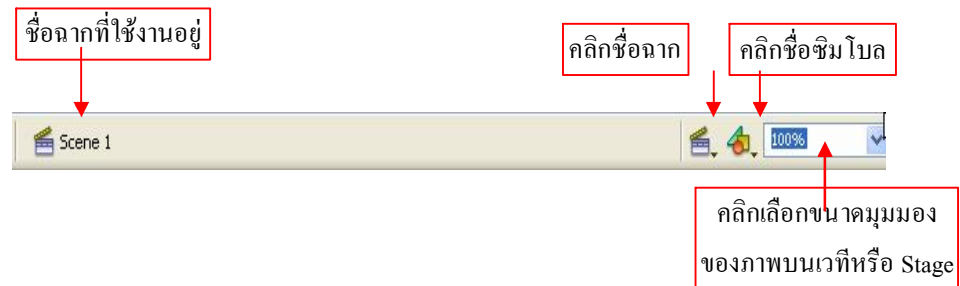 ชื่อฉากที่ใช้งานอยู่
คลิกชื่อฉาก
คลิกชื่อซิมโบล
Scene 1
100%
คลิกเลือกขนาดมุมมอง
ของภาพบนเวทีหรือ Stage